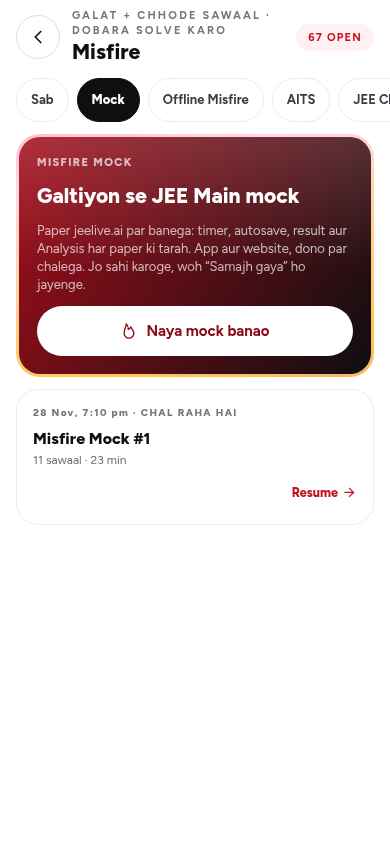 GALAT + CHHODE SAWAAL ·
DOBARA SOLVE KARO
Misfire
67 OPEN
Sab
Mock
Offline Misfire
AITS
MISFIRE MOCK
Galtiyon se JEE Main mock
Paper jeelive.ai par banega: timer, autosave, result aur
Analysis har paper ki tarah. App aur website, dono par
chalega. Jo sahi karoge, woh “Samajh gaya” ho
jayenge.
Naya mock banao
28 Nov, 7:10 pm · CHAL RAHA HAI
Misfire Mock #1
11 sawaal · 23 min
Resume →